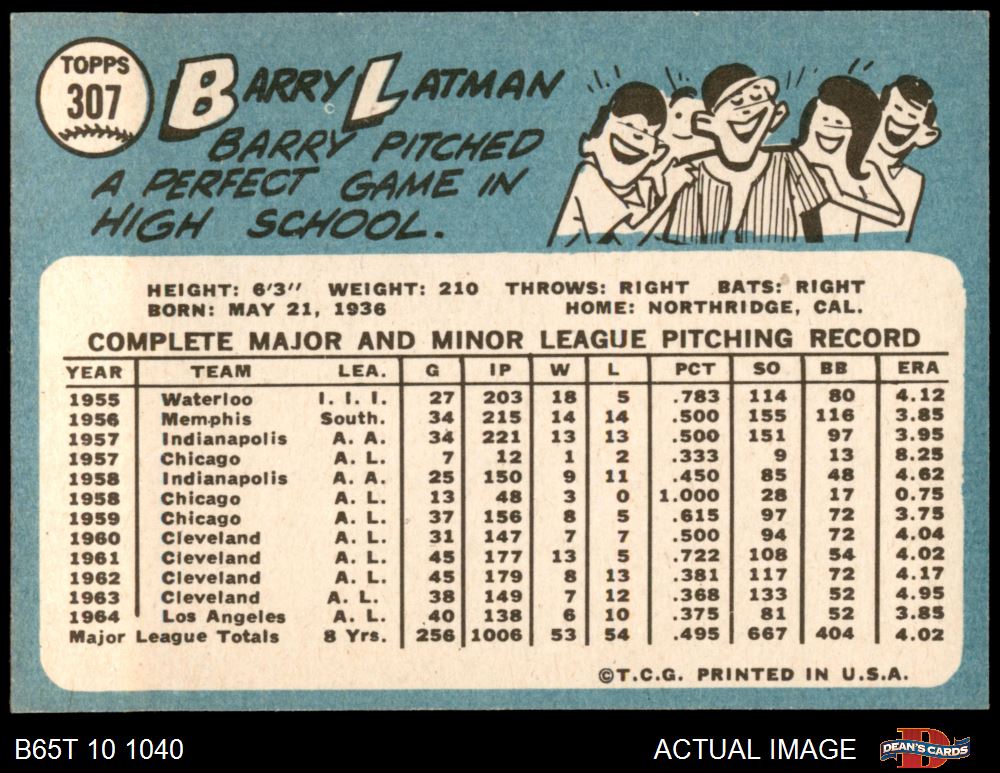 TOPPS
307
BARRY LATMAN
BARRY PITCHED
A PERFECT GAME IN
HIGH SCHOOL.
HEIGHT: 6'3" WEIGHT: 210 THROWS: RIGHT BATS: RIGHT
BORN: MAY 21, 1936 HOME: NORTHRIDGE, CAL.
COMPLETE MAJOR AND MINOR LEAGUE PITCHING RECORD
YEAR TEAM LEA. G IP W L PCT SO BB ERA
1955 Waterloo I. I. I. 27 203 18 5 .783 114 80 4.12
1956 Memphis South. 34 215 14 14 .500 155 116 3.85
1957 Indianapolis A. A. 34 221 13 13 .500 151 97 3.95
1957 Chicago A. L. 7 12 1 2 .333 9 13 8.25
1958 Indianapolis A. A. 25 150 9 11 .450 85 48 4.62
1958 Chicago A. L. 13 48 3 0 1.000 28 17 0.75
1959 Chicago A. L. 37 156 8 5 .615 97 72 3.75
1960 Cleveland A. L. 31 147 7 7 .500 94 72 4.04
1961 Cleveland A. L. 45 177 13 5 .722 108 54 4.02
1962 Cleveland A. L. 45 179 8 13 .381 117 72 4.17
1963 Cleveland A. L. 38 149 7 12 .368 133 52 4.95
1964 Los Angeles A. L. 40 138 6 10 .375 81 52 3.85
Major League Totals 8 Yrs. 256 1006 53 54 .495 667 404 4.02
©T.C.G. PRINTED IN U.S.A.
B65T 10 1040 ACTUAL IMAGE DEAN'S CARDS